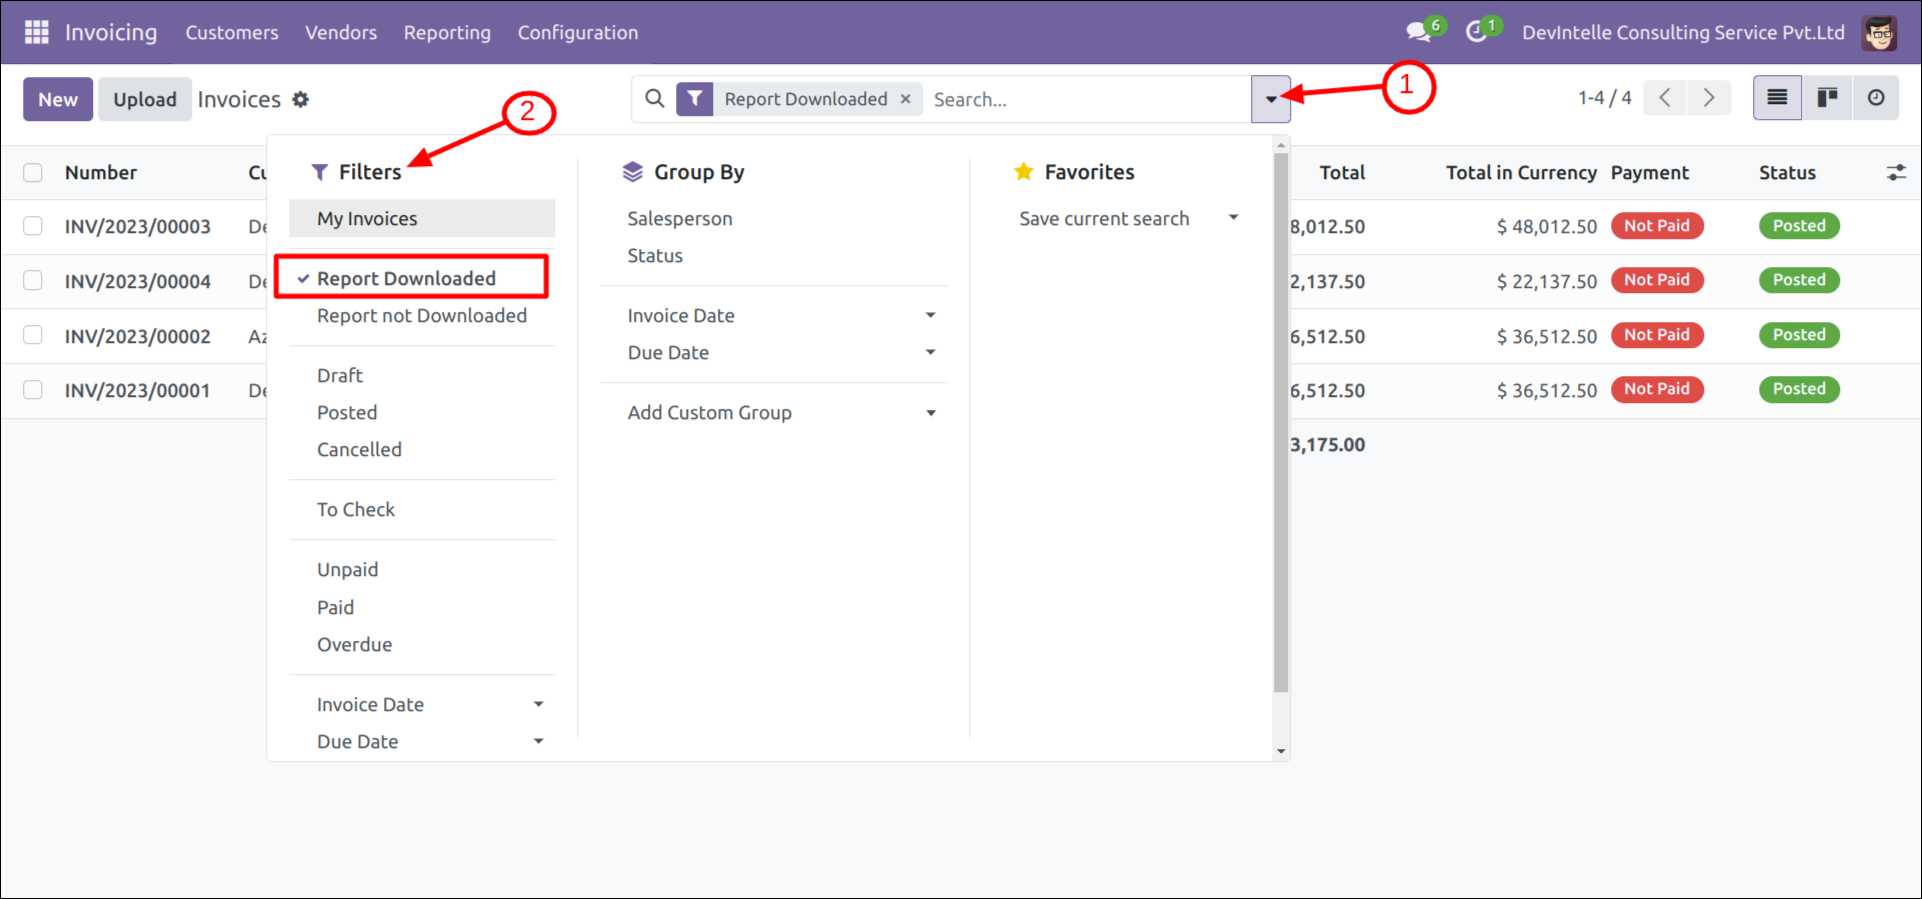 Invoicing Customers Vendors Reporting Configuration 6 1 DevIntelle Consulting Service Pvt.Ltd
New Upload Invoices Report Downloaded × Search... 1-4 / 4
1
2
Number Cu Filters Group By Favorites Total Total in Currency Payment Status
My Invoices Salesperson Save current search
INV/2023/00003 De 8,012.50 $ 48,012.50 Not Paid Posted
Status
Report Downloaded
INV/2023/00004 De 2,137.50 $ 22,137.50 Not Paid Posted
Report not Downloaded Invoice Date
INV/2023/00002 Az 6,512.50 $ 36,512.50 Not Paid Posted
Due Date
Draft
INV/2023/00001 De 6,512.50 $ 36,512.50 Not Paid Posted
Posted Add Custom Group
Cancelled 3,175.00
To Check
Unpaid
Paid
Overdue
Invoice Date
Due Date